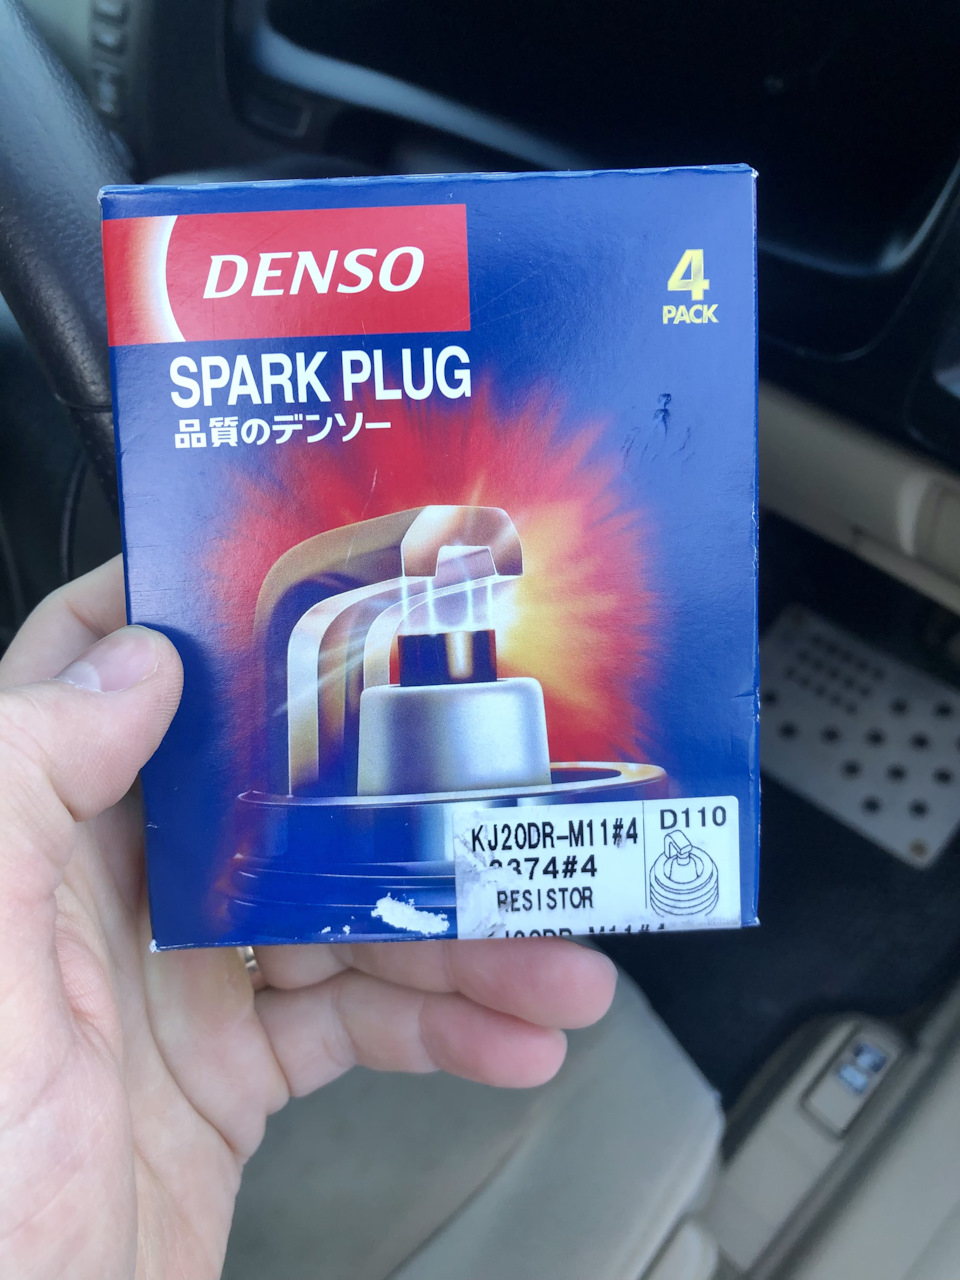 DENSO
4
PACK
SPARK PLUG
品質のデンソー
KJ20DR-M11#4
D110
374#4
RESISTOR